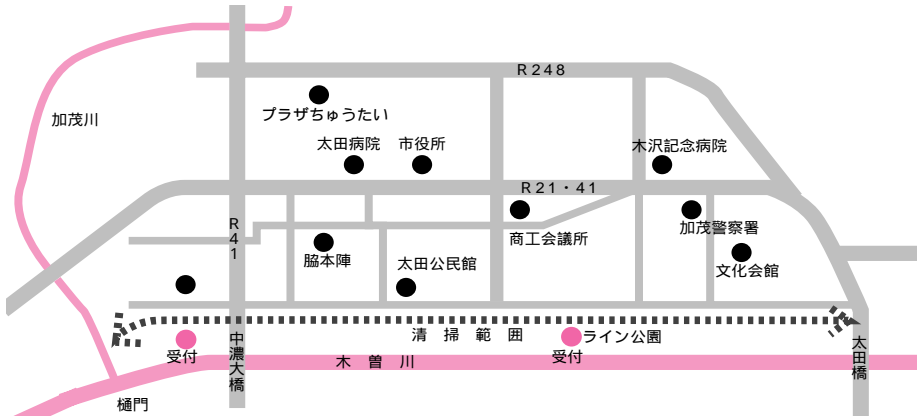 R248
プラザちゅうたい
加茂川
太田病院
市役所
木沢記念病院
R21・41
R41
商工会議所
加茂警察署
脇本陣
太田公民館
文化会館
清掃範囲
ライン公園
受付
受付
中濃大橋
木曽川
太田橋
樋門